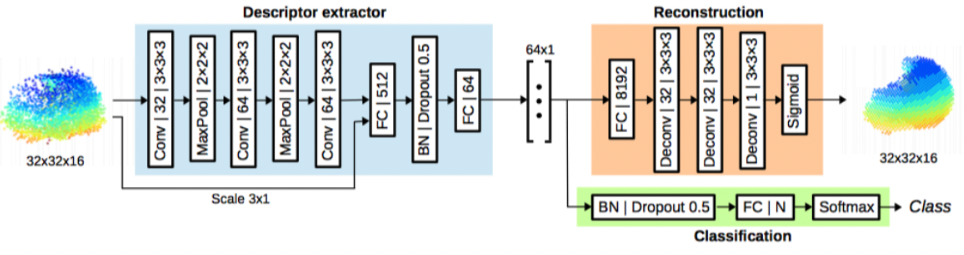 Descriptor extractor
Reconstruction
32x32x16
Scale 3x1
Conv | 32 | 3×3×3
MaxPool | 2×2×2
Conv | 64 | 3×3×3
MaxPool | 2×2×2
Conv | 64 | 3×3×3
FC | 512
BN | Dropout 0.5
FC | 64
64x1
FC | 8192
Deconv | 32 | 3×3×3
Deconv | 32 | 3×3×3
Deconv | 1 | 3×3×3
Sigmoid
32x32x16
BN | Dropout 0.5
FC | N
Softmax
Class
Classification